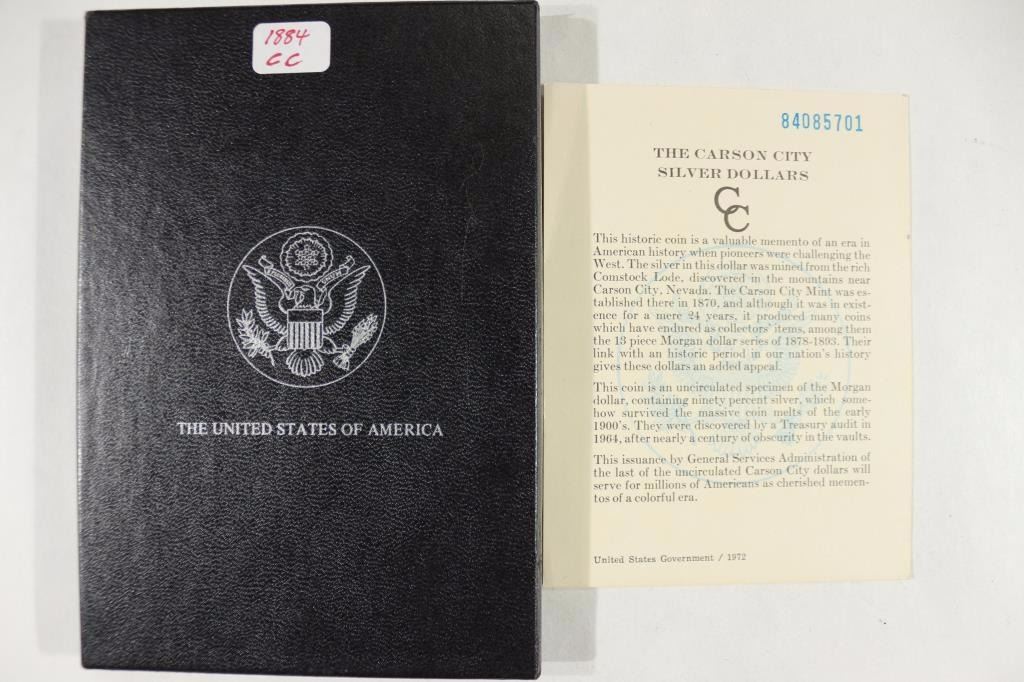 1884
CC
THE UNITED STATES OF AMERICA
84085701
THE CARSON CITY
SILVER DOLLARS
CC
This historic coin is a valuable memento of an era in
American history when pioneers were challenging the
West. The silver in this dollar was mined from the rich
Comstock Lode, discovered in the mountains near
Carson City, Nevada. The Carson City Mint was es-
tablished there in 1870, and although it was in exist-
ence for a mere 24 years, it produced many coins
which have endured as collectors' items, among them
the 13 piece Morgan dollar series of 1878-1893. Their
link with an historic period in our nation's history
gives these dollars an added appeal.
This coin is an uncirculated specimen of the Morgan
dollar, containing ninety percent silver, which some-
how survived the massive coin melts of the early
1900's. They were discovered by a Treasury audit in
1964, after nearly a century of obscurity in the vaults.
This issuance by General Services Administration of
the last of the uncirculated Carson City dollars will
serve for millions of Americans as cherished memen-
tos of a colorful era.
United States Government / 1972